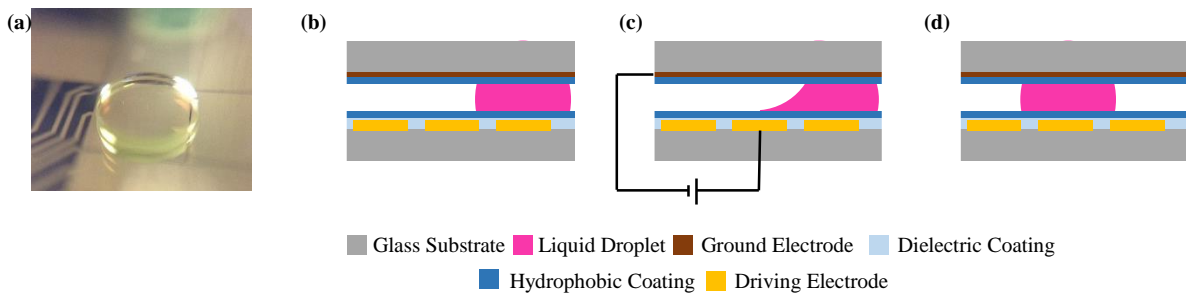 (a) (b) (c) (d)
Glass Substrate Liquid Droplet Ground Electrode Dielectric Coating
Hydrophobic Coating Driving Electrode